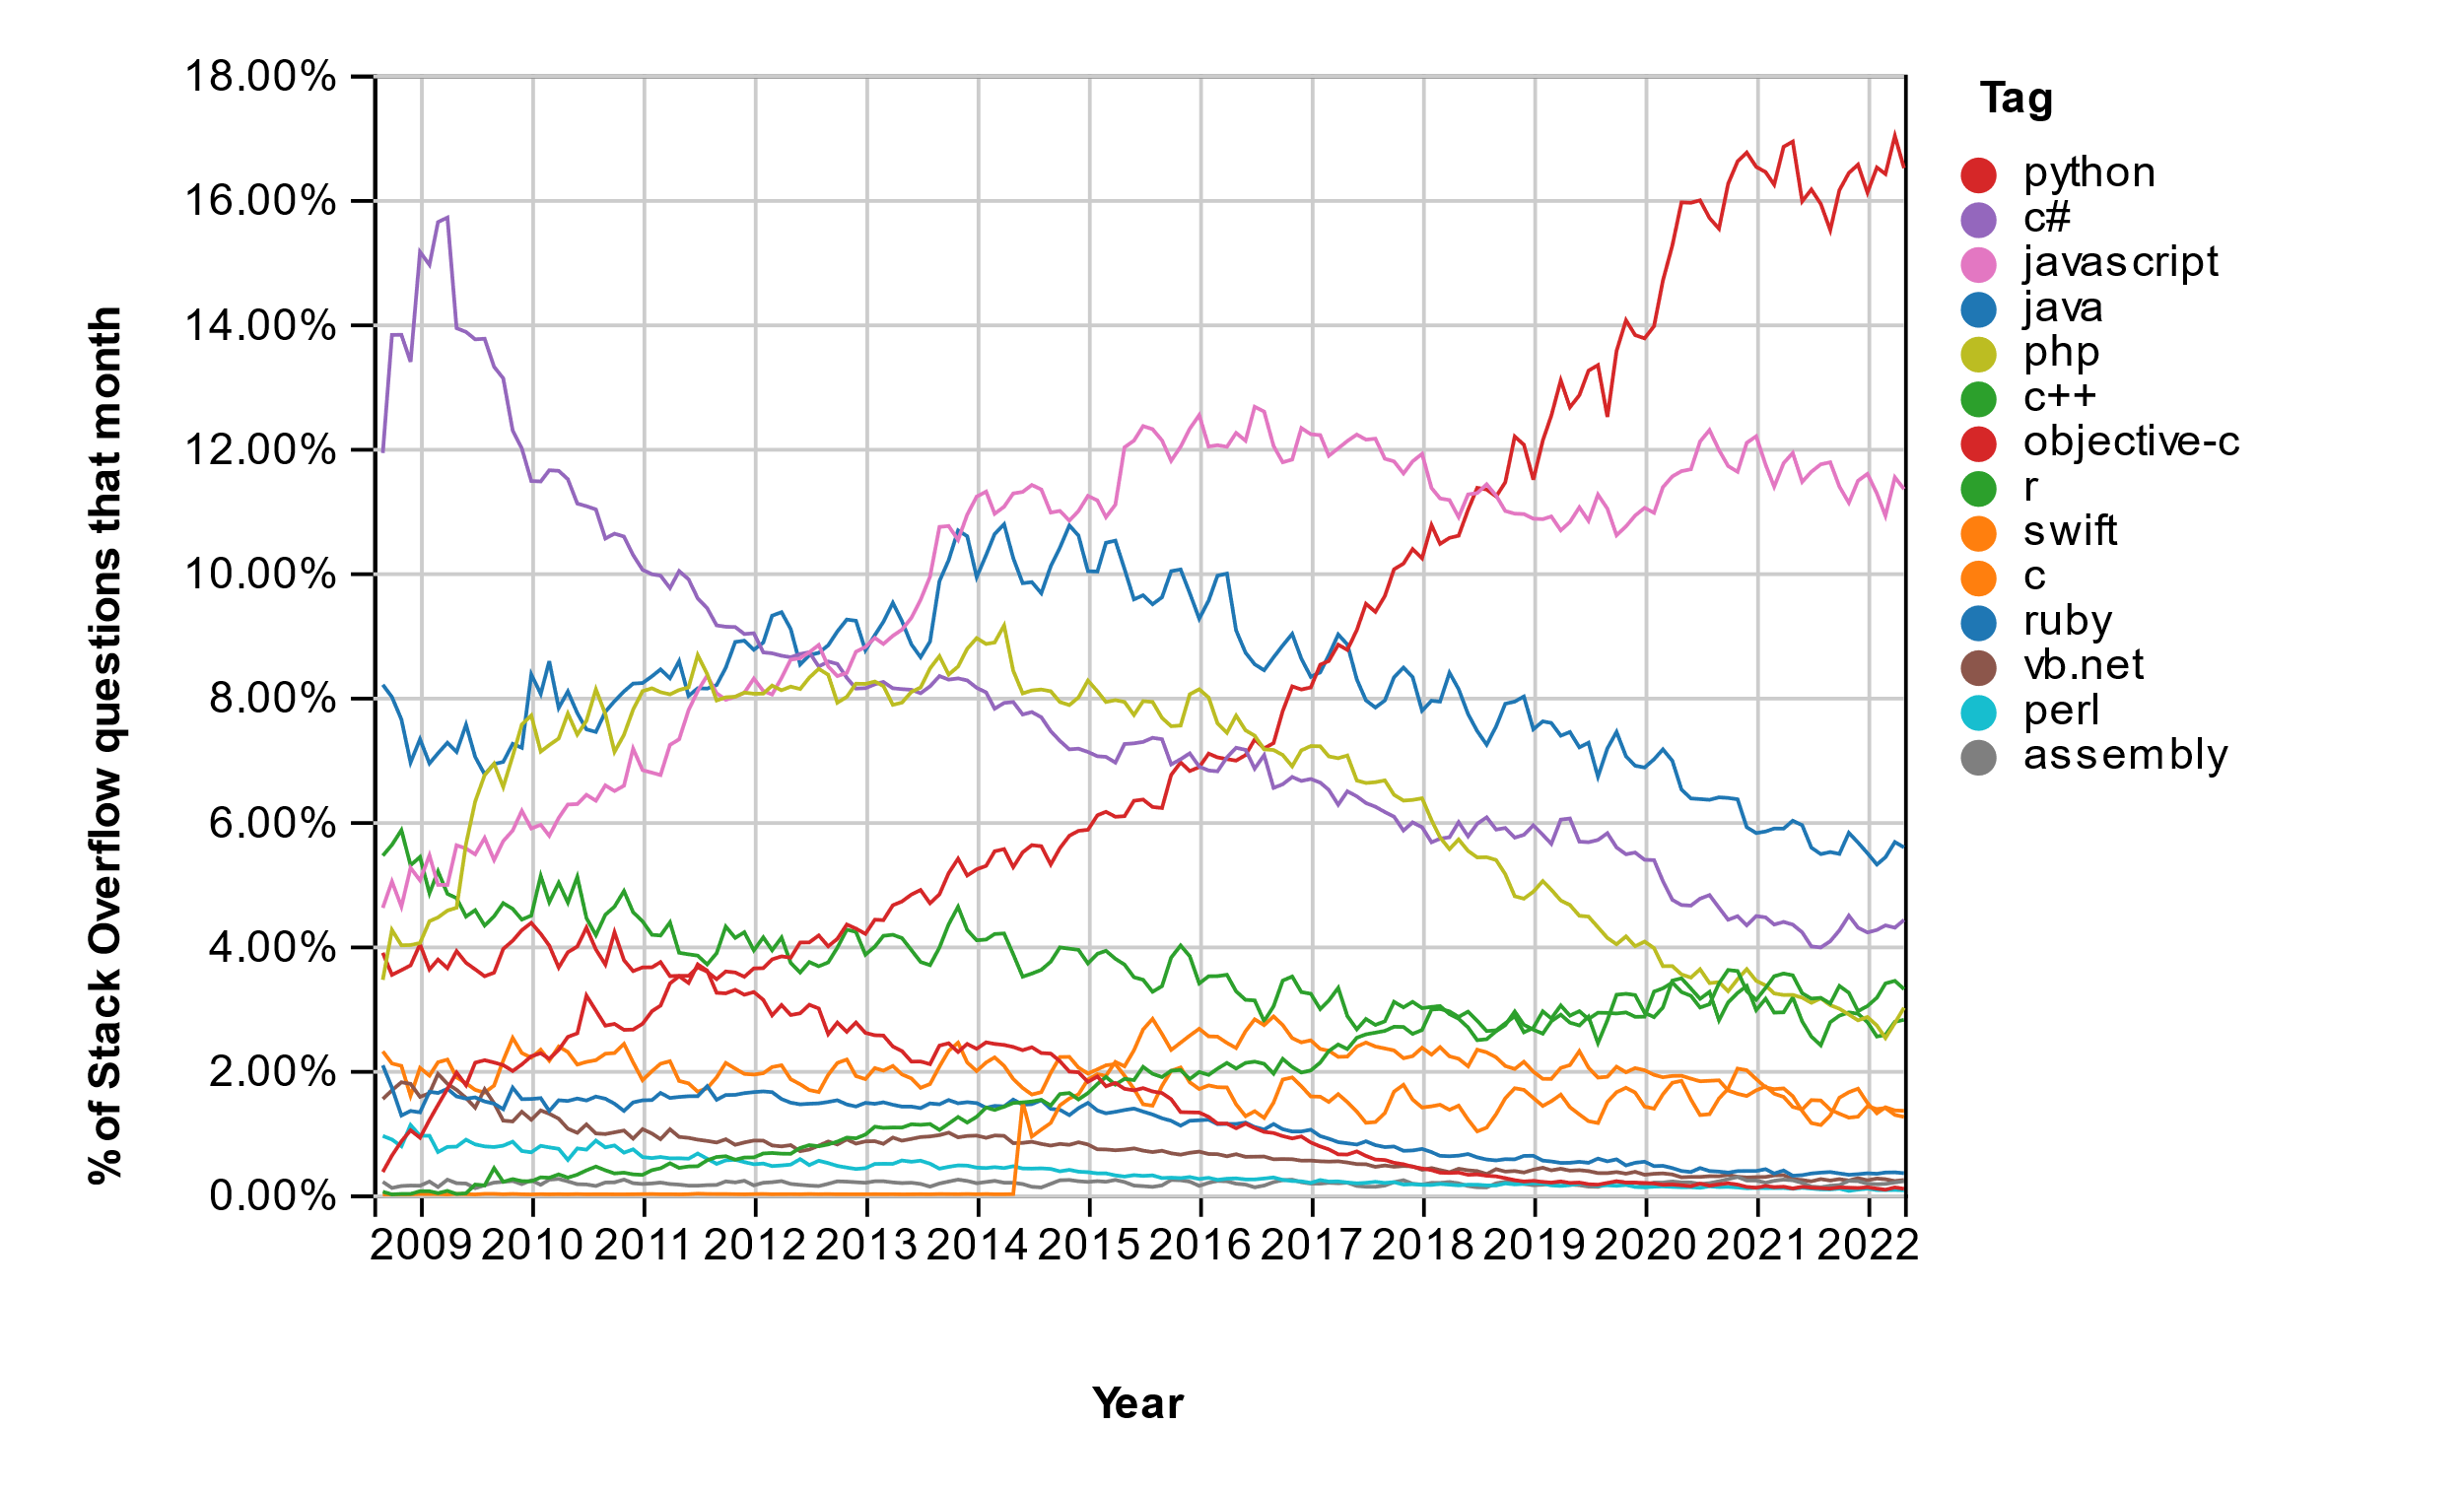 % of Stack Overflow questions that month
18.00%
16.00%
14.00%
12.00%
10.00%
8.00%
6.00%
4.00%
2.00%
0.00%
2009 2010 2011 2012 2013 2014 2015 2016 2017 2018 2019 2020 2021 2022
Year
Tag
python
c#
javascript
java
php
c++
objective-c
r
swift
c
ruby
vb.net
perl
assembly